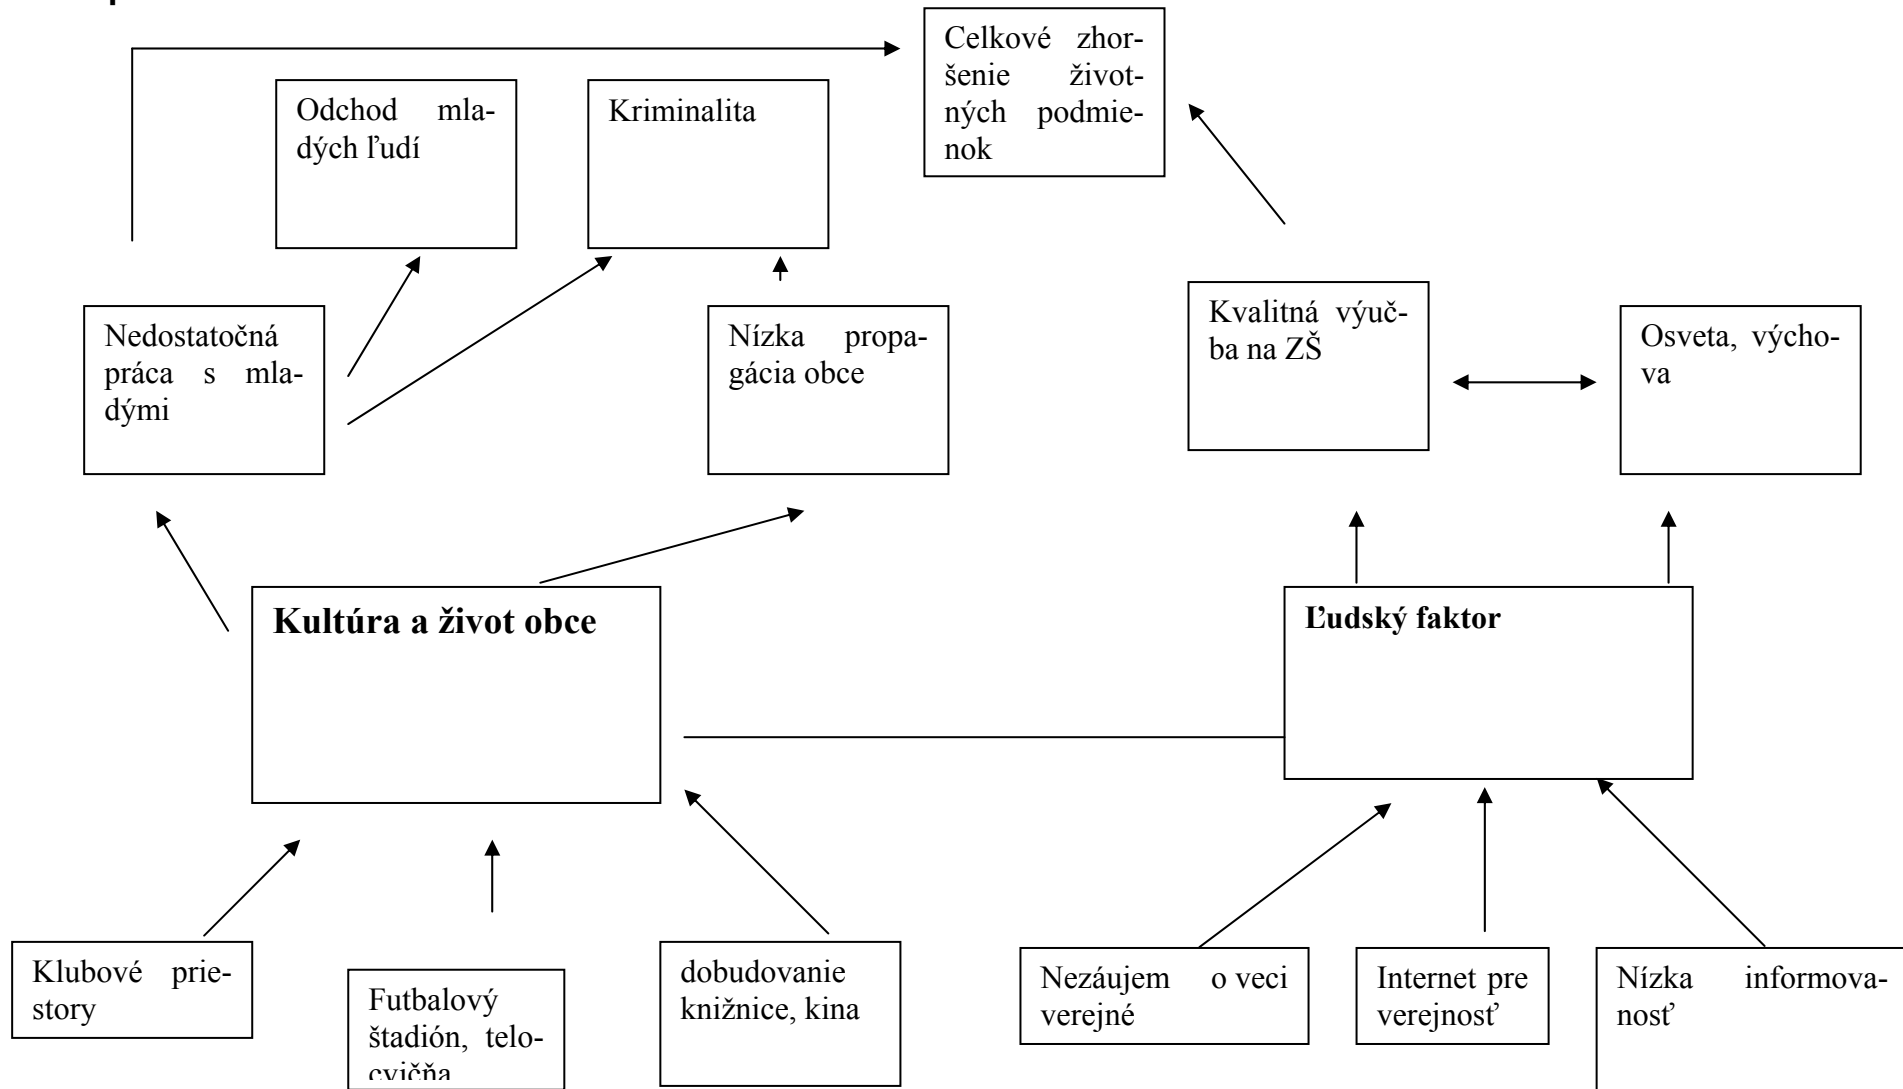 Celkové zhor-
šenie život-
ných podmie-
nok
Odchod mla-
dých ľudí
Kriminalita
Nedostatočná
práca s mla-
dými
Nízka propa-
gácia obce
Kvalitná výuč-
ba na ZŠ
Osveta, výcho-
va
Kultúra a život obce
Ľudský faktor
Klubové prie-
story
Futbalový
štadión, telo-
cvičňa
dobudovanie
knižnice, kina
Nezáujem o veci
verejné
Internet pre
verejnosť
Nízka informova-
nosť